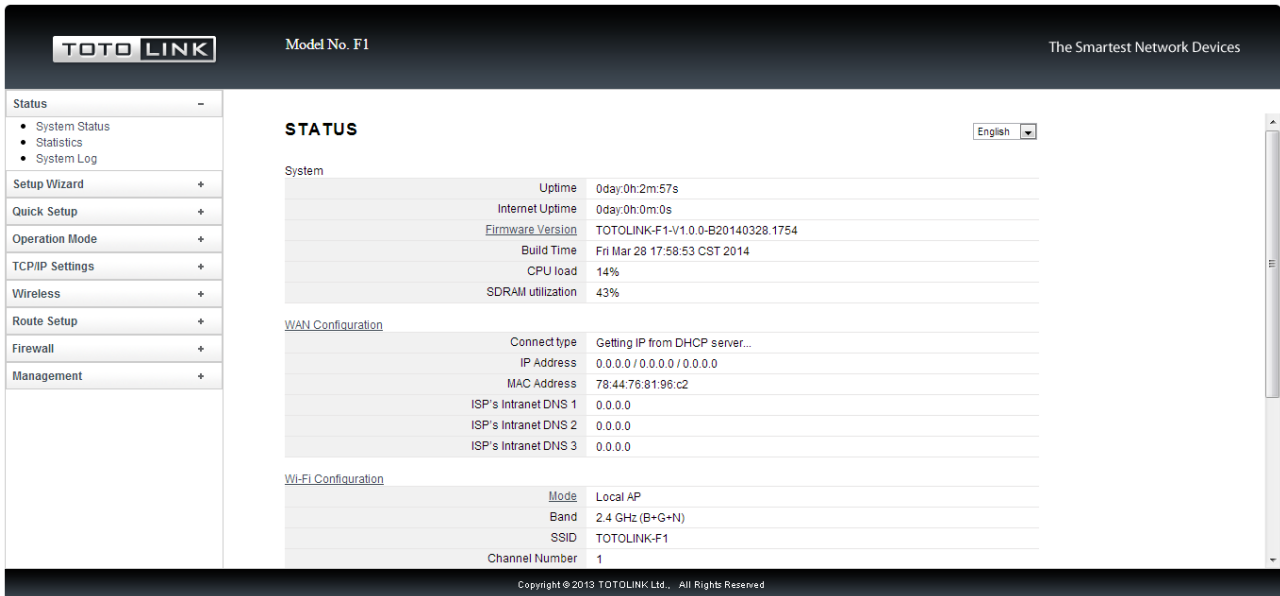 TOTO LINK
Model No. F1
The Smartest Network Devices
Status -
System Status
Statistics
System Log
Setup Wizard +
Quick Setup +
Operation Mode +
TCP/IP Settings +
Wireless +
Route Setup +
Firewall +
Management +
STATUS
English
System
Uptime 0day:0h:2m:57s
Internet Uptime 0day:0h:0m:0s
Firmware Version TOTOLINK-F1-V1.0.0-B20140328.1754
Build Time Fri Mar 28 17:58:53 CST 2014
CPU load 14%
SDRAM utilization 43%
WAN Configuration
Connect type Getting IP from DHCP server...
IP Address 0.0.0.0 / 0.0.0.0 / 0.0.0.0
MAC Address 78:44:76:81:96:c2
ISP's Intranet DNS 1 0.0.0.0
ISP's Intranet DNS 2 0.0.0.0
ISP's Intranet DNS 3 0.0.0.0
Wi-Fi Configuration
Mode Local AP
Band 2.4 GHz (B+G+N)
SSID TOTOLINK-F1
Channel Number 1
Copyright © 2013 TOTOLINK Ltd., All Rights Reserved